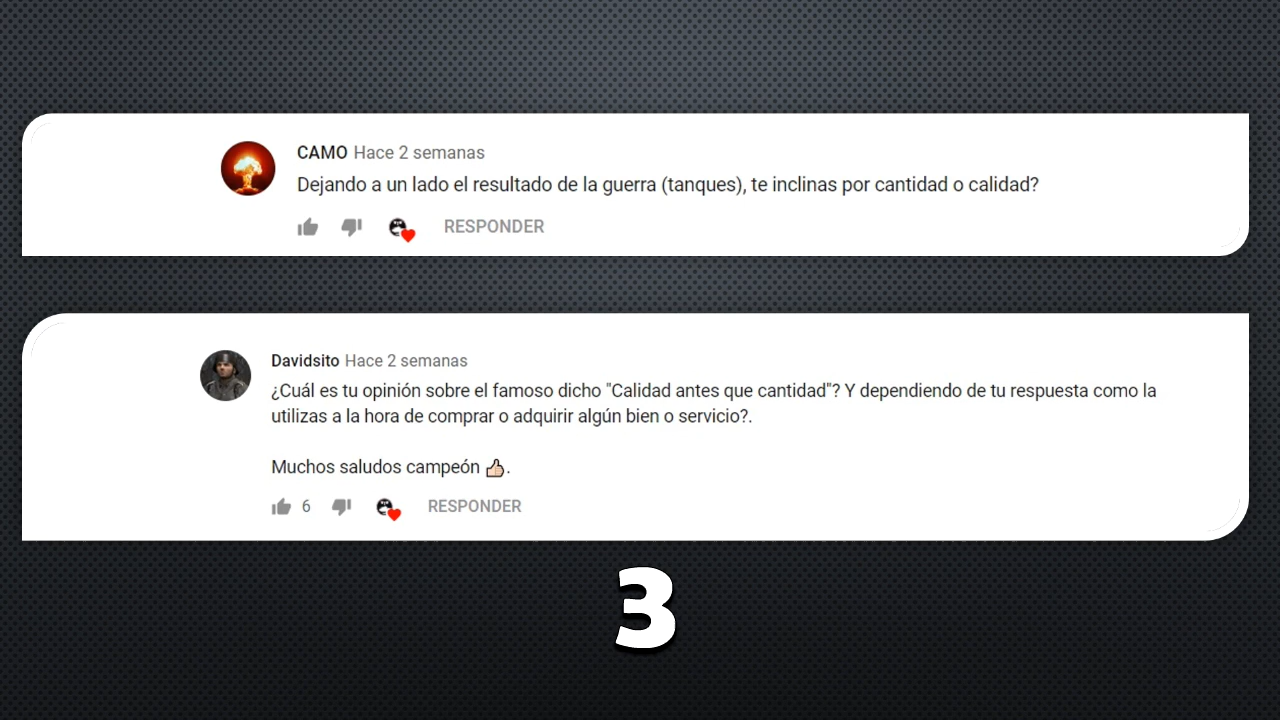 CAMO Hace 2 semanas
Dejando a un lado el resultado de la guerra (tanques), te inclinas por cantidad o calidad?
RESPONDER
Davidsito Hace 2 semanas
¿Cuál es tu opinión sobre el famoso dicho "Calidad antes que cantidad"? Y dependiendo de tu respuesta como la
utilizas a la hora de comprar o adquirir algún bien o servicio?.
Muchos saludos campeón 👍🏻.
6 RESPONDER
3